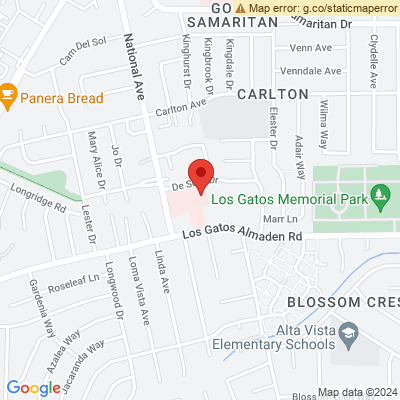 GO
SAMARITAN
Map error: g.co/staticmaperror
maritan Dr
Cam Del Sol
National Ave
Kinghurst Dr
Kingbrook Dr
Kingdale Dr
Venn Ave
Venndale Ave
Clydelle Ave
Panera Bread
Carlton Ave
CARLTON
Wilma Way
Elester Dr
Adair Way
Jo Dr
Mary Alice Dr
De S
or
Longridge Rd
Lester Dr
Los Gatos Memorial Park
Marr Ln
Los Gatos Almaden Rd
Roseleaf Ln
Linda Ave
Loma Vista Ave
Longwood Dr
Gardenia Way
Azalea Way
Jacaranda Way
BLOSSOM CRES
Alta Vista
Elementary Schools
Google
Map data ©2024